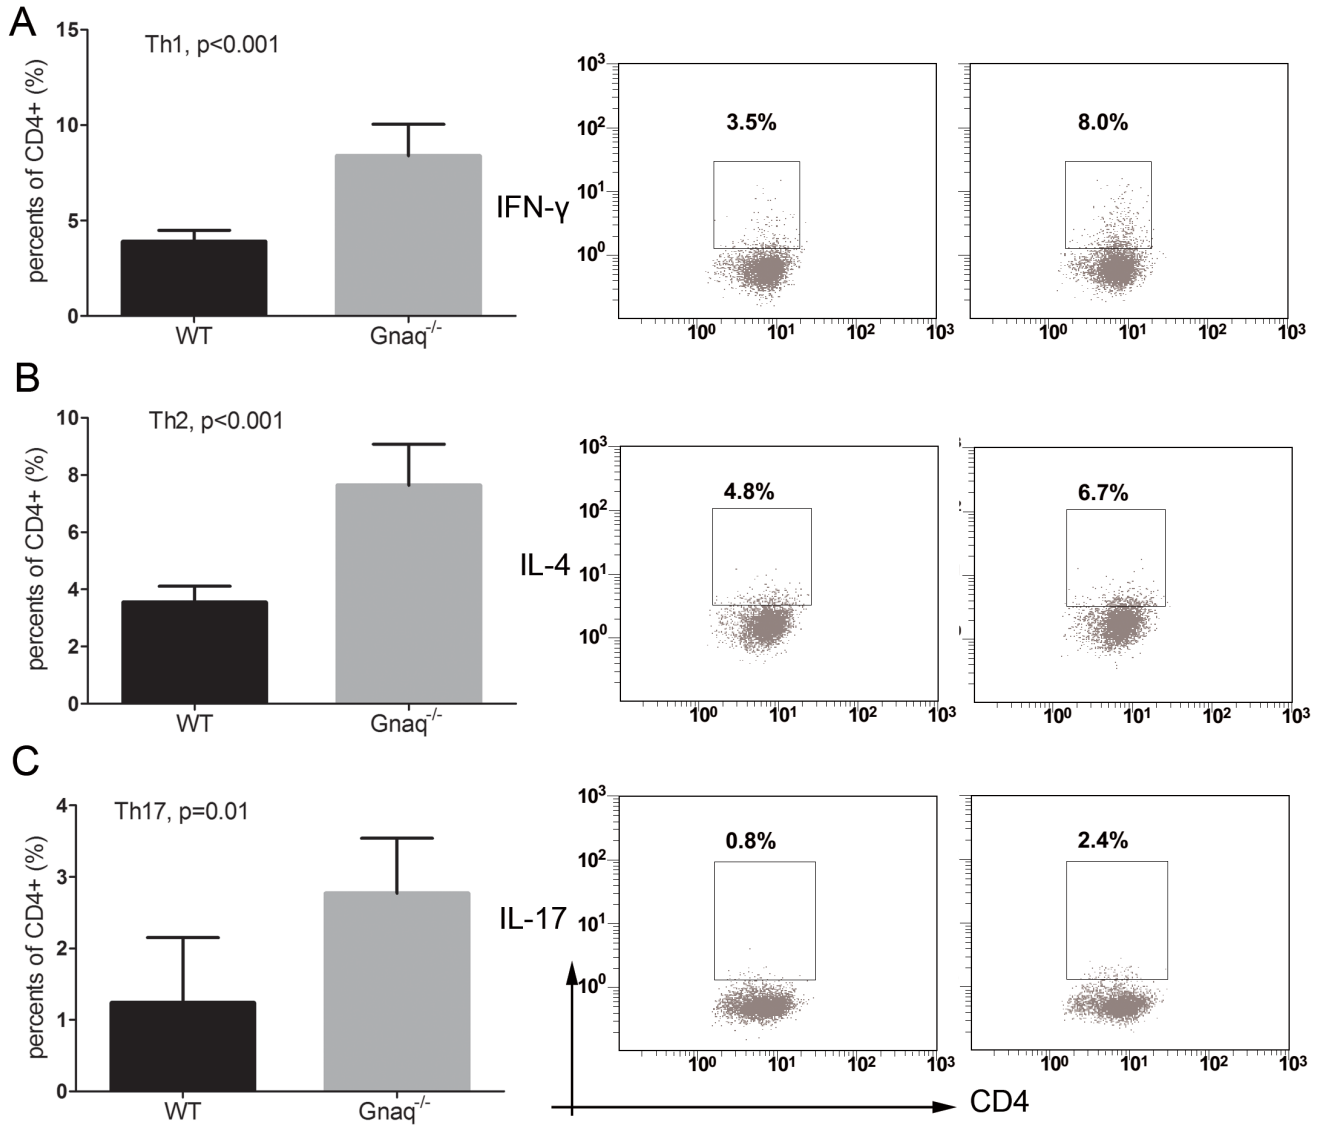 A
Th1, p<0.001
percents of CD4+ (%)
15
10
5
0
WT
Gnaq-/-
IFN-γ
10³
10²
10¹
10⁰
3.5%
10⁰ 10¹ 10² 10³
8.0%
10⁰ 10¹ 10² 10³
B
Th2, p<0.001
percents of CD4+ (%)
10
8
6
4
2
0
WT
Gnaq-/-
IL-4
10³
10²
10¹
10⁰
4.8%
10⁰ 10¹ 10² 10³
6.7%
10⁰ 10¹ 10² 10³
C
Th17, p=0.01
percents of CD4+ (%)
4
3
2
1
0
WT
Gnaq-/-
IL-17
10³
10²
10¹
10⁰
0.8%
10⁰ 10¹ 10² 10³
2.4%
10⁰ 10¹ 10² 10³
CD4